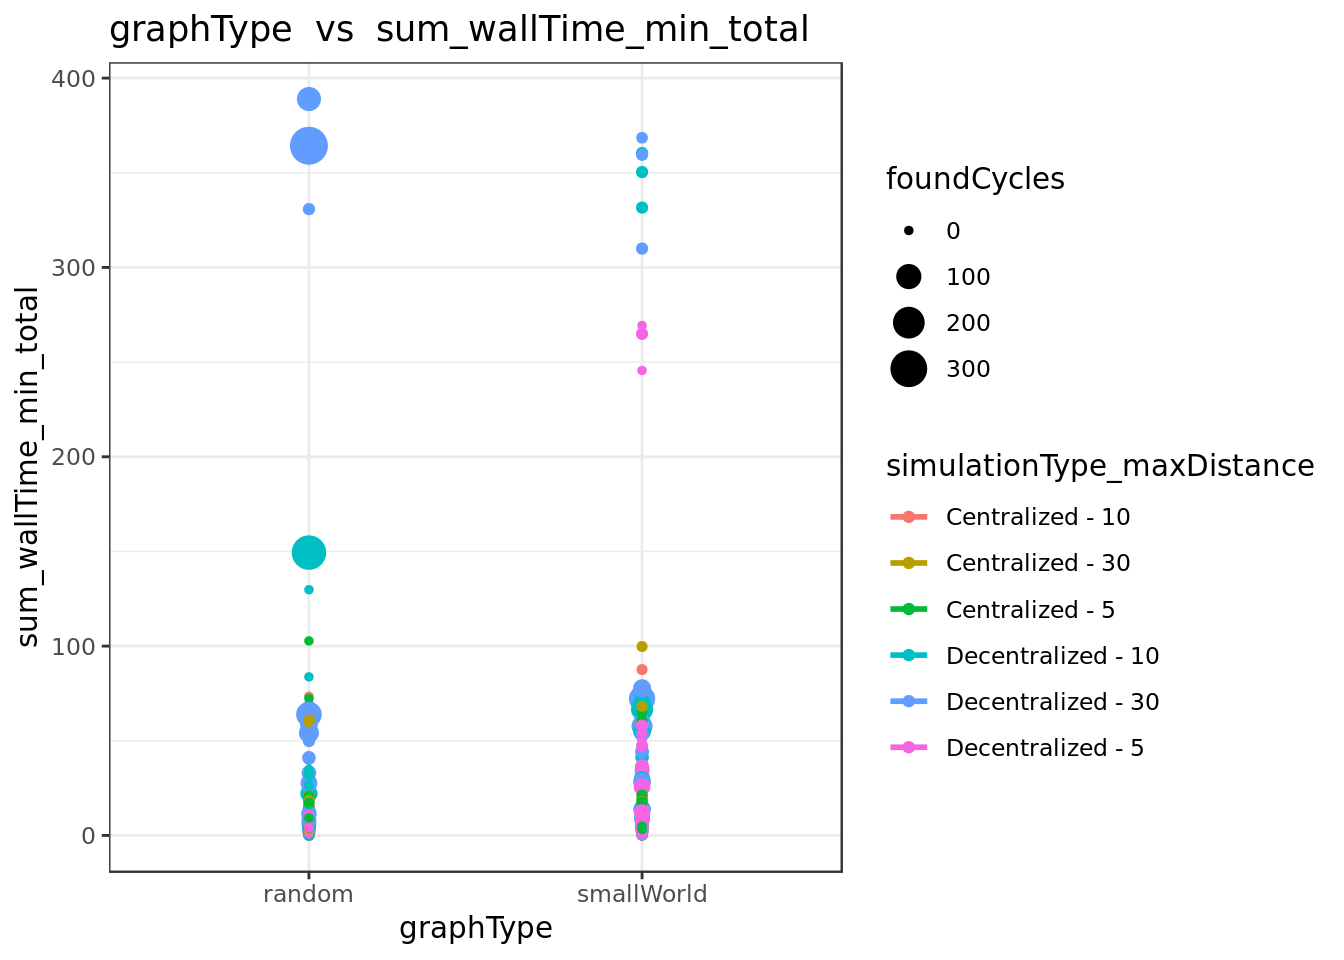 graphType  vs  sum_wallTime_min_total
sum_wallTime_min_total
400
300
200
100
0
random
smallWorld
graphType
foundCycles
0
100
200
300
simulationType_maxDistance
Centralized - 10
Centralized - 30
Centralized - 5
Decentralized - 10
Decentralized - 30
Decentralized - 5